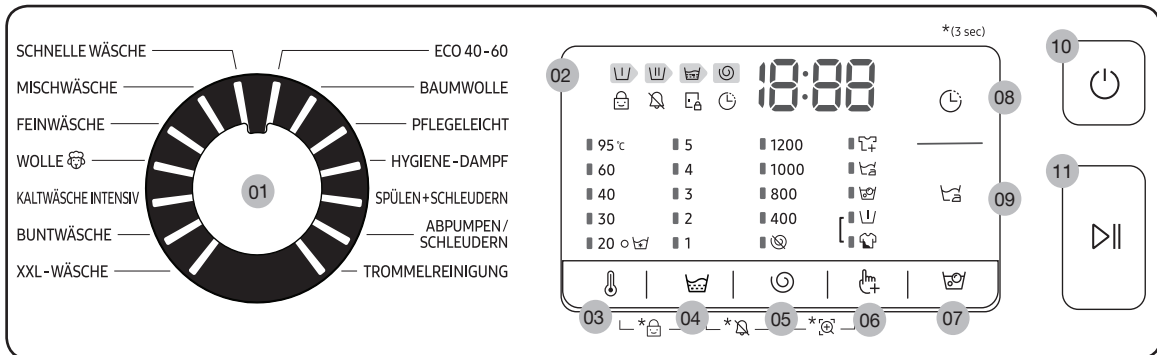 SCHNELLE WÄSCHE
MISCHWÄSCHE
FEINWÄSCHE
WOLLE
KALTWÄSCHE INTENSIV
BUNTWÄSCHE
XXL-WÄSCHE
ECO 40-60
BAUMWOLLE
PFLEGELEICHT
HYGIENE-DAMPF
SPÜLEN+SCHLEUDERN
ABPUMPEN/
SCHLEUDERN
TROMMELREINIGUNG
01
*(3 sec)
02
18:88
95℃ 5 1200
60 4 1000
40 3 800
30 2 400
20 1
08
09
10
11
03 04 05 06 07
* * *